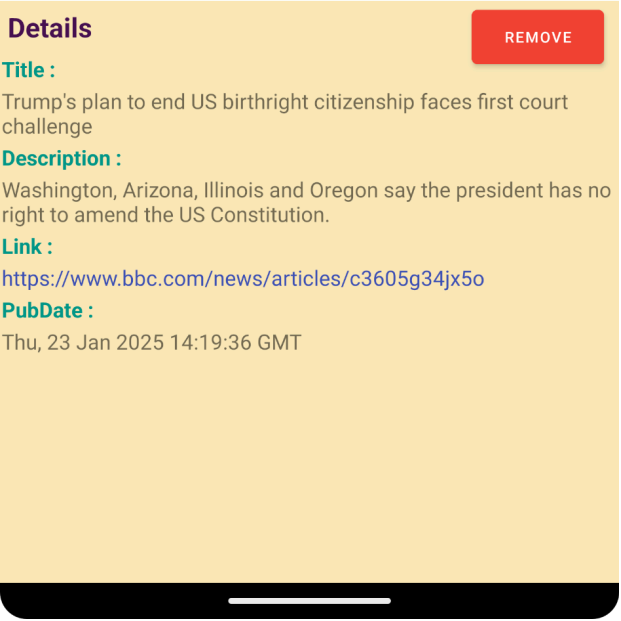 Details
REMOVE
Title :
Trump's plan to end US birthright citizenship faces first court
challenge
Description :
Washington, Arizona, Illinois and Oregon say the president has no
right to amend the US Constitution.
Link :
https://www.bbc.com/news/articles/c3605g34jx5o
PubDate :
Thu, 23 Jan 2025 14:19:36 GMT